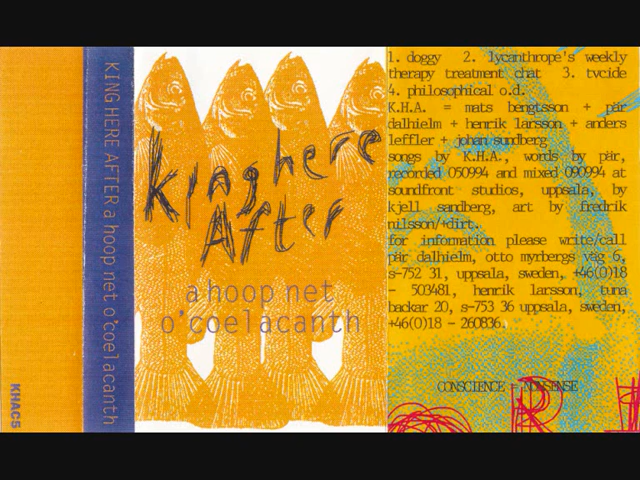 KHAC5
KING HERE AFTER a hoop net o'coelacanth
king here
After
a hoop net
o'coelacanth
1. doggy 2. lycanthrope's weekly
therapy treatment chat 3. tvcide
4. philosophical o.d.
K.H.A. = mats bengtsson + pär
dalhielm + henrik larsson + anders
leffler + johan sundberg
songs by K.H.A., words by pär,
recorded 050994 and mixed 090994 at
soundfront studios, uppsala, by
kjell sandberg, art by fredrik
nilsson/+dirt.
for information please write/call
pär dalhielm, otto myrbergs väg 6,
s-752 31, uppsala, sweden, +46(0)18
- 503481, henrik larsson, tuna
backar 20, s-753 36 uppsala, sweden,
+46(0)18 - 260836.
CONSCIENCE = NONSENSE